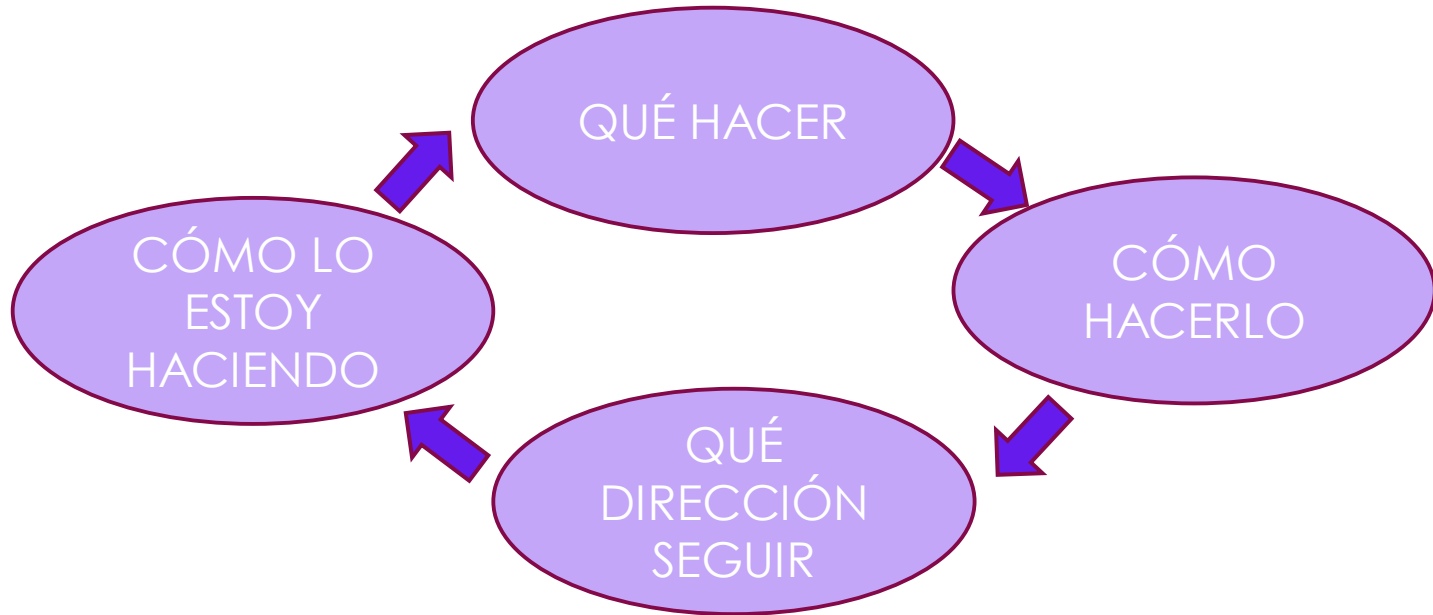 QUÉ HACER
CÓMO
HACERLO
QUÉ
DIRECCIÓN
SEGUIR
CÓMO LO
ESTOY
HACIENDO